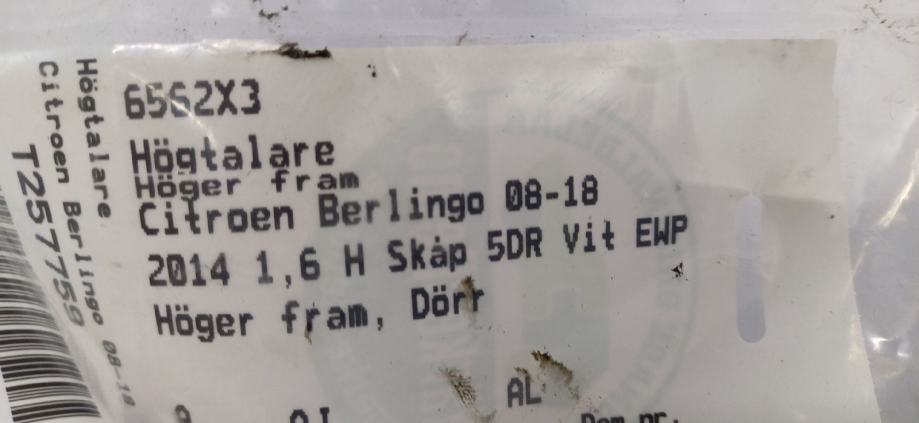 6562X3
Högtalare
Höger fram
Citroen Berlingo 08-18
2014 1,6 H Skåp 5DR Vit EWP
Höger fram, Dörr
AL
Högtalare
Citroen Berlingo 08-18
T257759